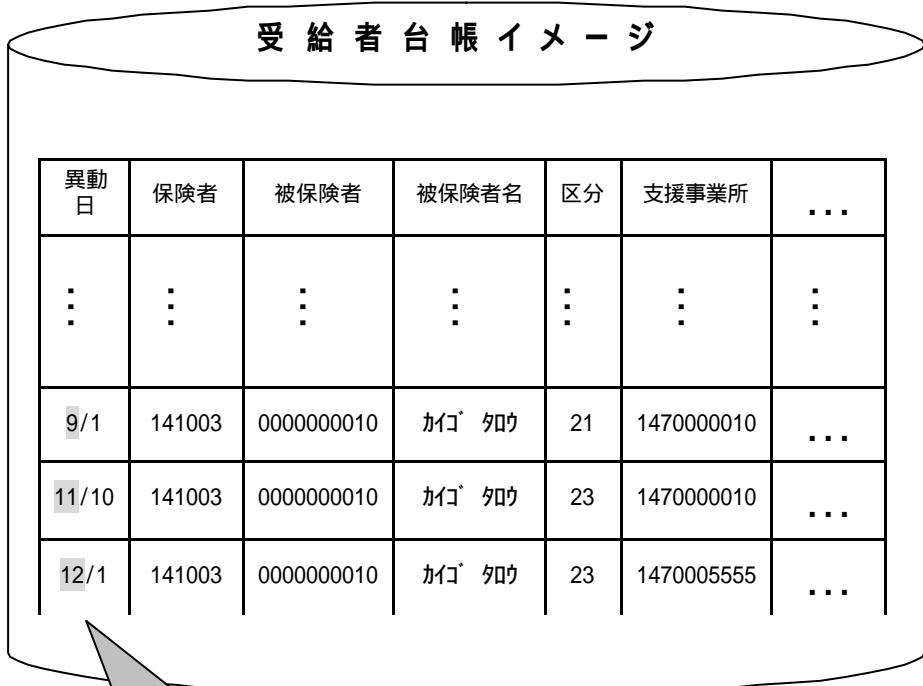 受給者台帳イメージ
異動日 保険者 被保険者 被保険者名 区分 支援事業所 ...
⋮ ⋮ ⋮ ⋮ ⋮ ⋮ ⋮
9/1 141003 0000000010 ｶｲｺﾞ ﾀﾛｳ 21 1470000010 ...
11/10 141003 0000000010 ｶｲｺﾞ ﾀﾛｳ 23 1470000010 ...
12/1 141003 0000000010 ｶｲｺﾞ ﾀﾛｳ 23 1470005555 ...